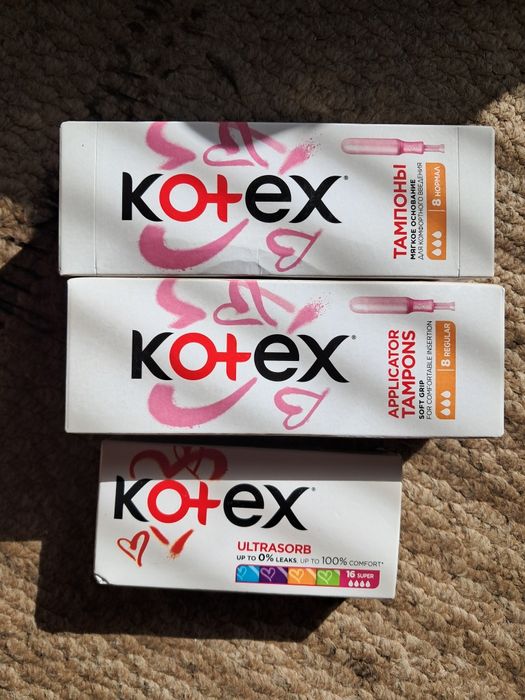 Kotex
ТАМПОНЫ
МЯГКОЕ ОСНОВАНИЕ
ДЛЯ КОМФОРТНОГО ВВЕДЕНИЯ
8 НОРМАЛ
Kotex
APPLICATOR
TAMPONS
SOFT GRIP
FOR COMFORTABLE INSERTION
8 REGULAR
Kotex
ULTRASORB
UP TO 0% LEAKS, UP TO 100% COMFORT*
16 SUPER